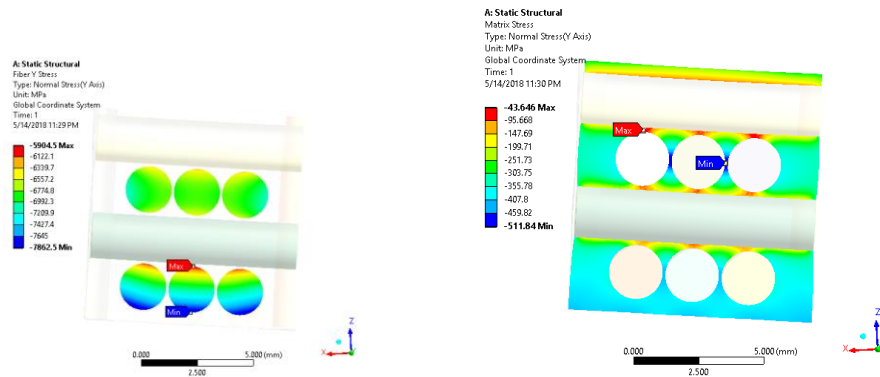 A: Static Structural
Fiber Y Stress
Type: Normal Stress(Y Axis)
Unit: MPa
Global Coordinate System
Time: 1
5/14/2018 11:29 PM
-5904.5 Max
-6122.1
-6339.7
-6557.2
-6774.8
-6992.3
-7209.9
-7427.4
-7645
-7862.5 Min
Max
Min
0.000
5.000 (mm)
2.500
Z
X
A: Static Structural
Matrix Stress
Type: Normal Stress(Y Axis)
Unit: MPa
Global Coordinate System
Time: 1
5/14/2018 11:30 PM
-43.646 Max
-95.668
-147.69
-199.71
-251.73
-303.75
-355.78
-407.8
-459.82
-511.84 Min
Max
Min
0.000
5.000 (mm)
2.500
Z
X